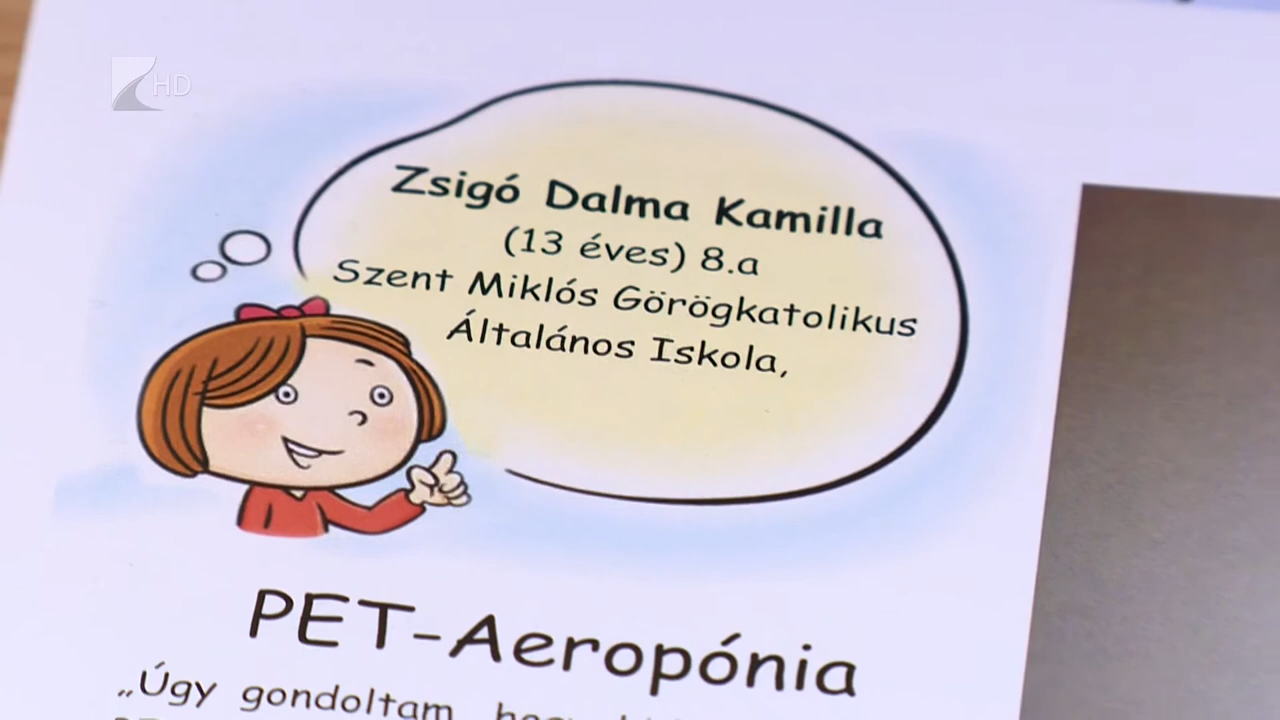 HD
Zsigó Dalma Kamilla
(13 éves) 8.a
Szent Miklós Görögkatolikus
Általános Iskola,
PET-Aeropónia
„Úgy gondoltam